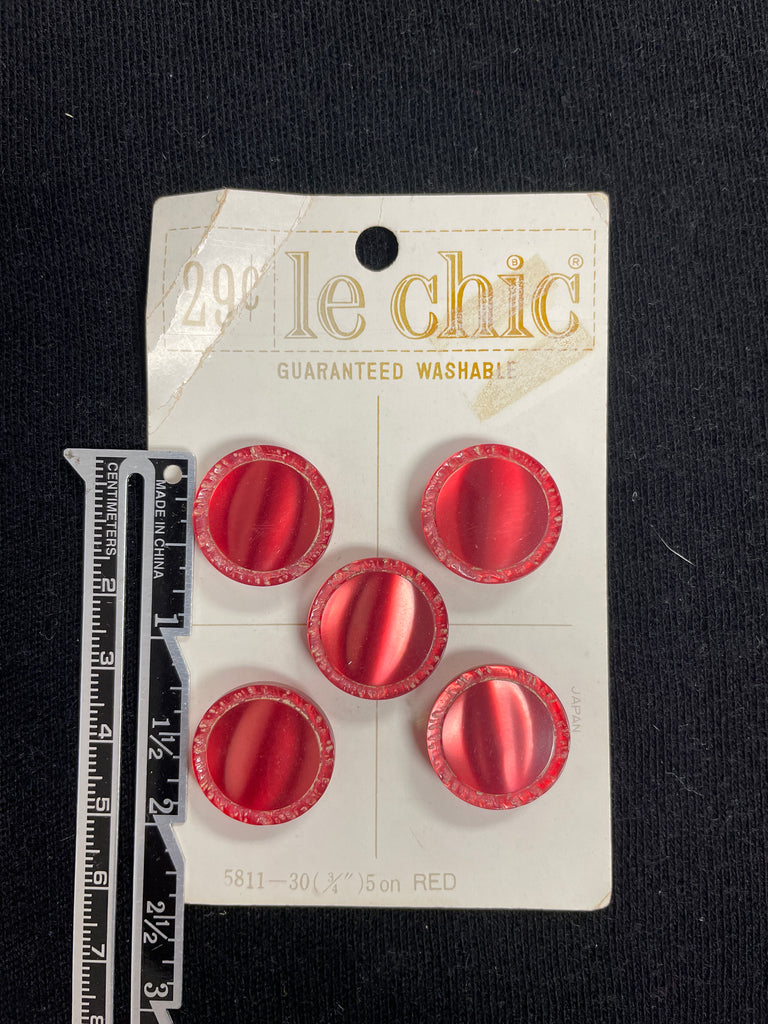 29¢ le chic B ®
GUARANTEED WASHABLE
JAPAN
5811-30(¾")5 on RED
CENTIMETERS
2
3
4
5
6
7
8
MADE IN CHINA
1
1½
2
2½
3